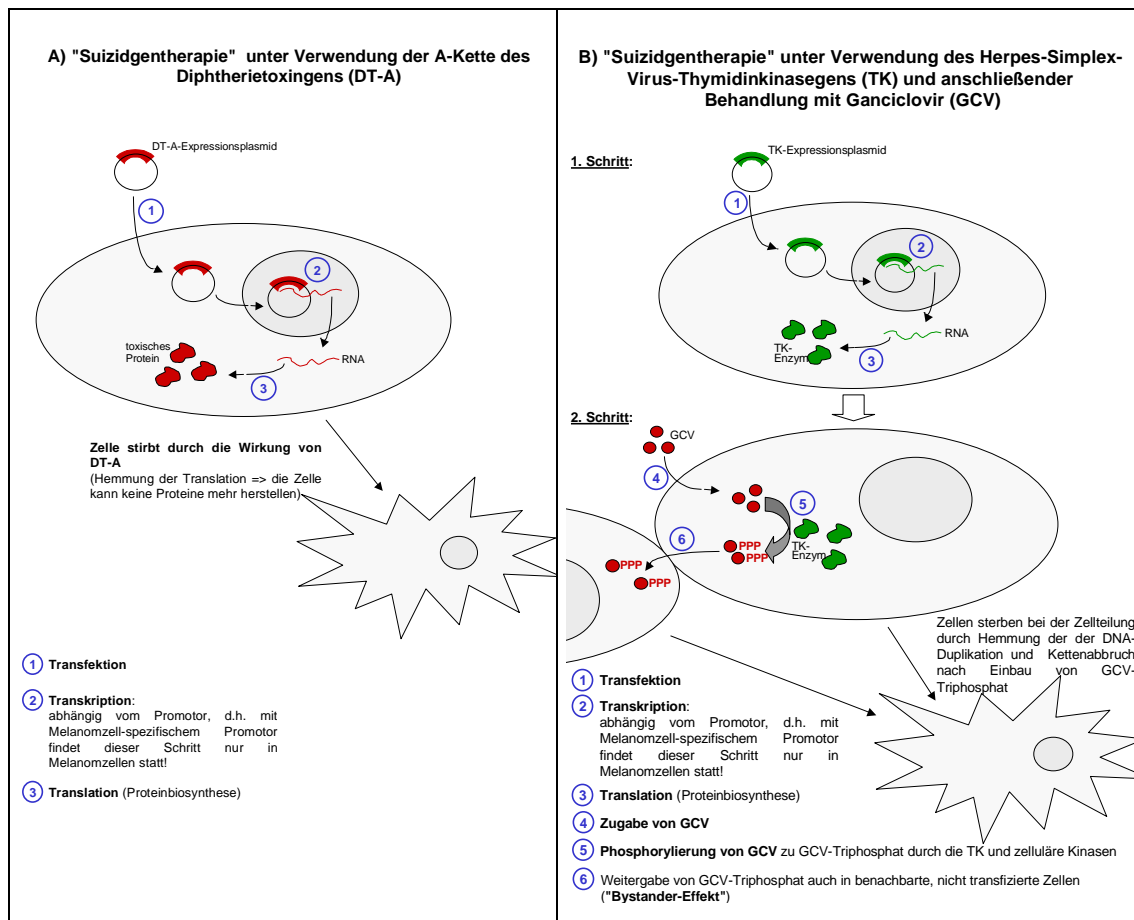 A) "Suizidgentherapie" unter Verwendung der A-Kette des
Diphtherietoxingens (DT-A)
DT-A-Expressionsplasmid
1
2
toxisches
Protein
RNA
3
Zelle stirbt durch die Wirkung von
DT-A
(Hemmung der Translation => die Zelle
kann keine Proteine mehr herstellen)
1 Transfektion
2 Transkription:
abhängig vom Promotor, d.h. mit
Melanomzell-spezifischem Promotor
findet dieser Schritt nur in
Melanomzellen statt!
3 Translation (Proteinbiosynthese)
B) "Suizidgentherapie" unter Verwendung des Herpes-Simplex-
Virus-Thymidinkinasegens (TK) und anschließender
Behandlung mit Ganciclovir (GCV)
1. Schritt:
TK-Expressionsplasmid
1
2
TK-
Enzym
RNA
3
2. Schritt:
GCV
4
5
6
PPP
PPP
TK-
Enzym
PPP
PPP
Zellen sterben bei der Zellteilung
durch Hemmung der der DNA-
Duplikation und Kettenabbruch
nach Einbau von GCV-
Triphosphat
1 Transfektion
2 Transkription:
abhängig vom Promotor, d.h. mit
Melanomzell-spezifischem Promotor
findet dieser Schritt nur in
Melanomzellen statt!
3 Translation (Proteinbiosynthese)
4 Zugabe von GCV
5 Phosphorylierung von GCV zu GCV-Triphosphat durch die TK und zelluläre Kinasen
6 Weitergabe von GCV-Triphosphat auch in benachbarte, nicht transfizierte Zellen
("Bystander-Effekt")